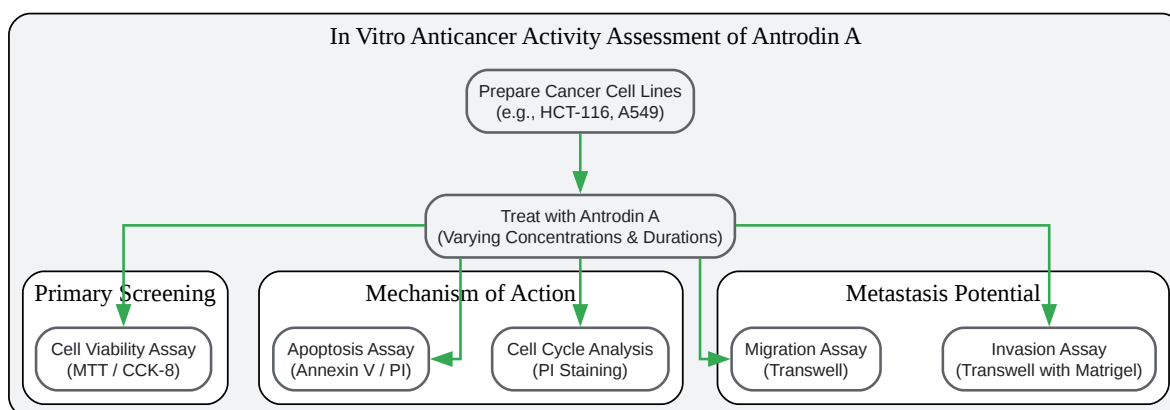 In Vitro Anticancer Activity Assessment of Antrodin A
Prepare Cancer Cell Lines
(e.g., HCT-116, A549)
Treat with Antrodin A
(Varying Concentrations & Durations)
Primary Screening
Cell Viability Assay
(MTT / CCK-8)
Mechanism of Action
Apoptosis Assay
(Annexin V / PI)
Cell Cycle Analysis
(PI Staining)
Metastasis Potential
Migration Assay
(Transwell)
Invasion Assay
(Transwell with Matrigel)